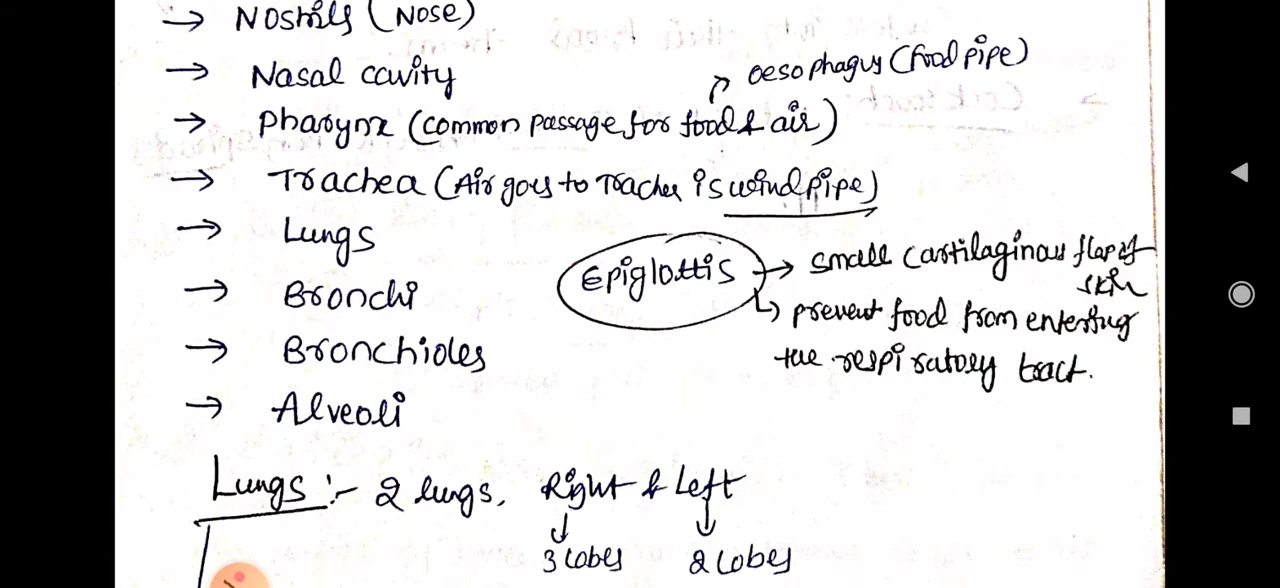 → Nostrils (Nose)
→ Nasal cavity
oesophagus (food pipe)
→ Pharynx (common passage for food & air)
→ Trachea (Air goes to Trachea is windpipe)
→ Lungs
Epiglottis → small cartilaginous flap of skin
↳ prevent food from entering
the respiratory tract.
→ Bronchi
→ Bronchioles
→ Alveoli
Lungs :- 2 lungs, Right & Left
↓ ↓
3 lobes 2 lobes